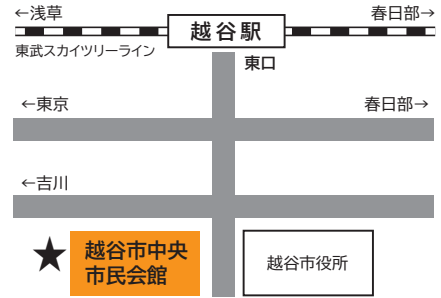 ←浅草
春日部→
越谷駅
東武スカイツリーライン
東口
←東京
春日部→
←吉川
越谷市中央
市民会館
越谷市役所